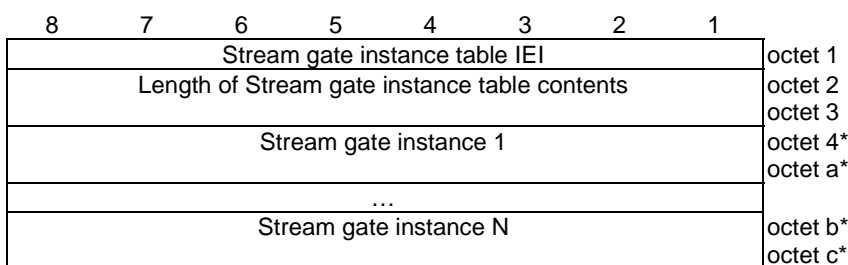 8 7 6 5 4 3 2 1
Stream gate instance table IEI octet 1
Length of Stream gate instance table contents octet 2
octet 3
Stream gate instance 1 octet 4*
octet a*
…
Stream gate instance N octet b*
octet c*